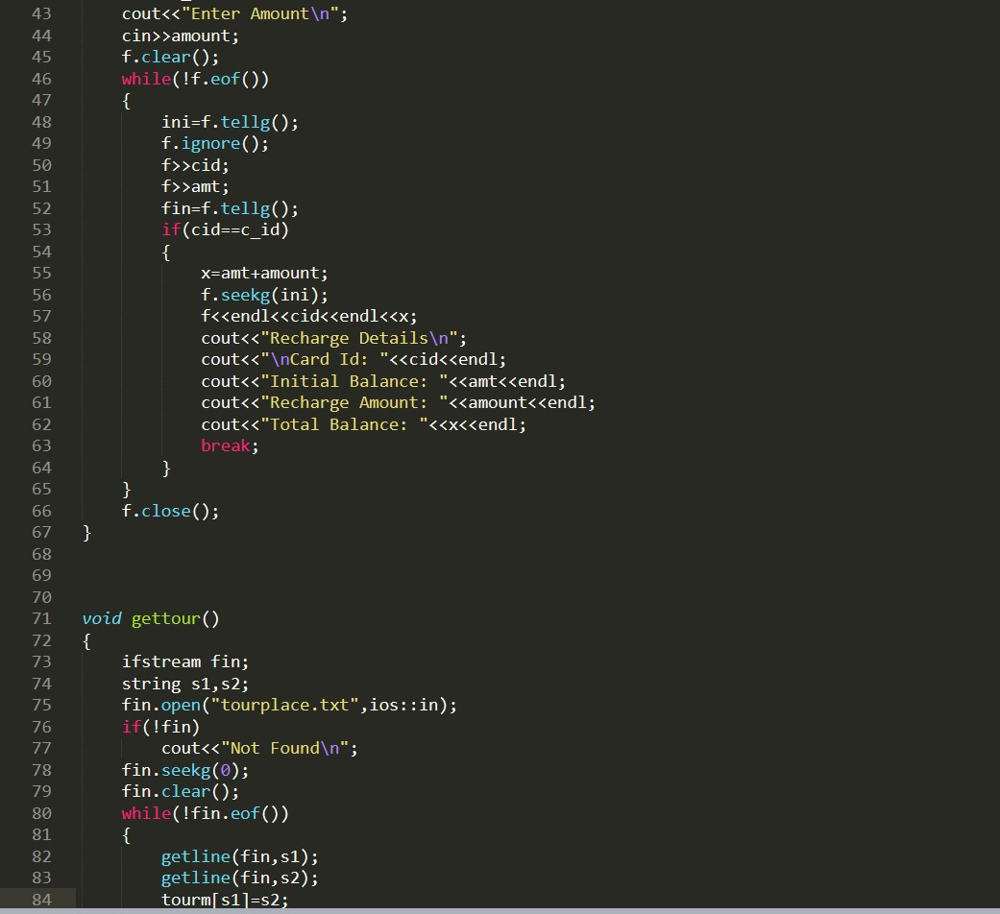 43 cout<<"Enter Amount\n";
44 cin>>amount;
45 f.clear();
46 while(!f.eof())
47 {
48 ini=f.tellg();
49 f.ignore();
50 f>>cid;
51 f>>amt;
52 fin=f.tellg();
53 if(cid==c_id)
54 {
55 x=amt+amount;
56 f.seekg(ini);
57 f<<endl<<cid<<endl<<x;
58 cout<<"Recharge Details\n";
59 cout<<"\nCard Id: "<<cid<<endl;
60 cout<<"Initial Balance: "<<amt<<endl;
61 cout<<"Recharge Amount: "<<amount<<endl;
62 cout<<"Total Balance: "<<x<<endl;
63 break;
64 }
65 }
66 f.close();
67 }
68
69
70
71 void gettour()
72 {
73 ifstream fin;
74 string s1,s2;
75 fin.open("tourplace.txt",ios::in);
76 if(!fin)
77 cout<<"Not Found\n";
78 fin.seekg(0);
79 fin.clear();
80 while(!fin.eof())
81 {
82 getline(fin,s1);
83 getline(fin,s2);
84 tourm[s1]=s2;